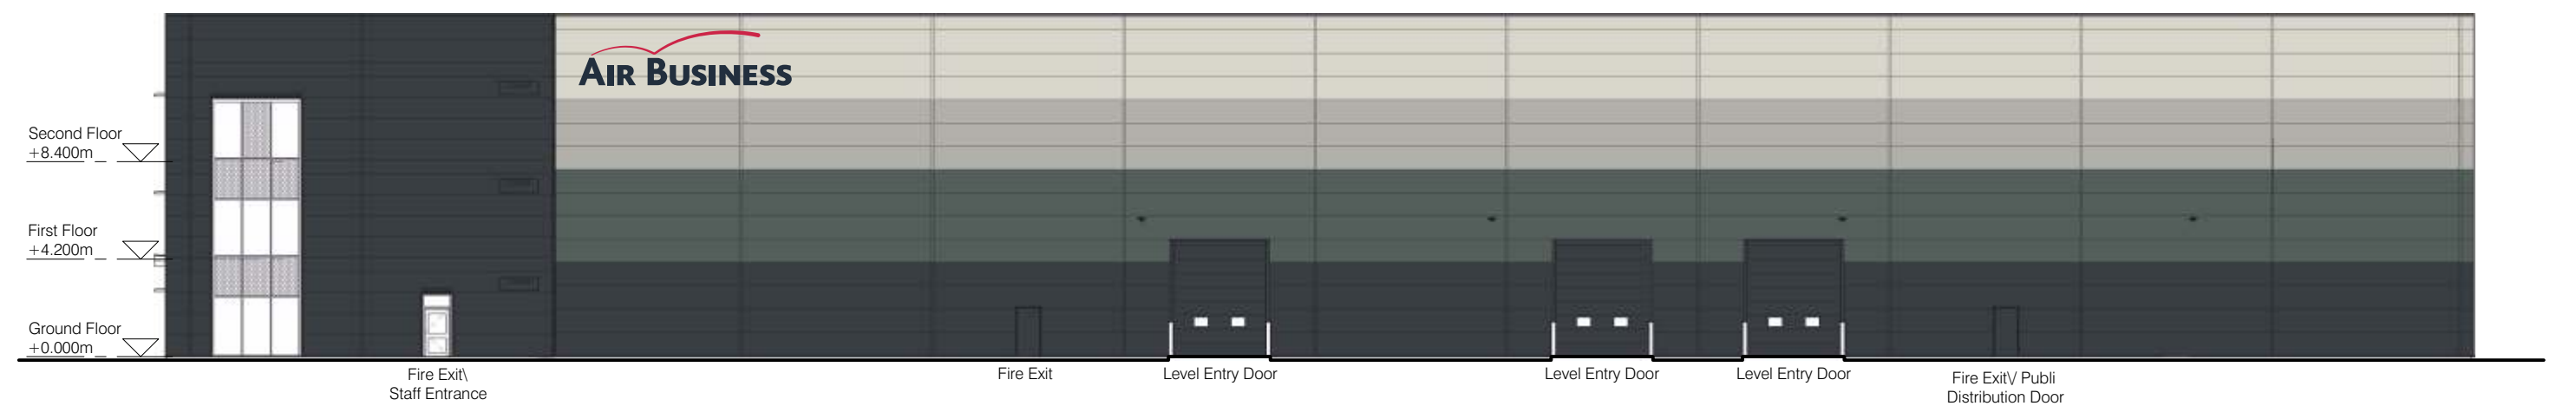 AIR BUSINESS
Second Floor
+8.400m
First Floor
+4.200m
Ground Floor
+0.000m
Fire Exit\
Staff Entrance
Fire Exit
Level Entry Door
Level Entry Door
Level Entry Door
Fire Exit\/ Publi
Distribution Door